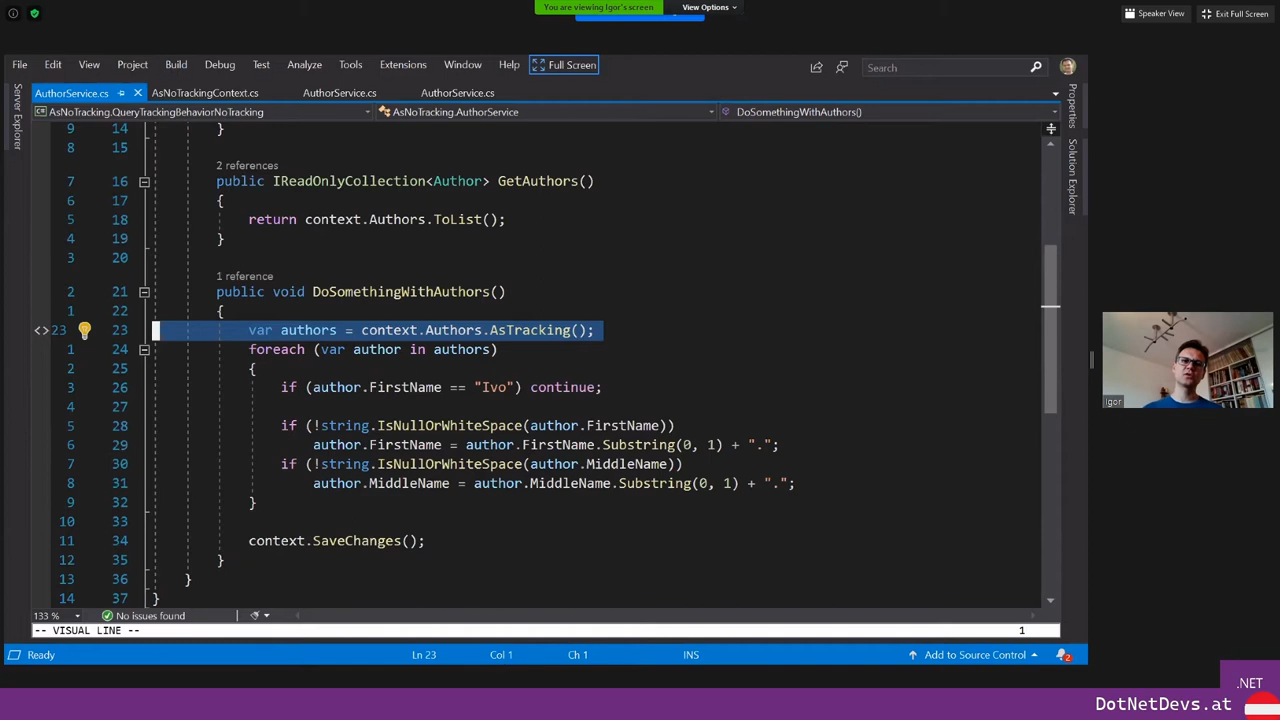 You are viewing Igor's screen
View Options
Speaker View
Exit Full Screen
File Edit View Project Build Debug Test Analyze Tools Extensions Window Help Full Screen Search
AuthorService.cs AsNoTrackingContext.cs AuthorService.cs AuthorService.cs
AsNoTracking.QueryTrackingBehaviorNoTracking AsNoTracking.AuthorService DoSomethingWithAuthors()
Server Explorer
Properties
Solution Explorer
9 14 }
8 15
2 references
7 16 public IReadOnlyCollection<Author> GetAuthors()
6 17 {
5 18 return context.Authors.ToList();
4 19 }
3 20
1 reference
2 21 public void DoSomethingWithAuthors()
1 22 {
23 23 var authors = context.Authors.AsTracking();
1 24 foreach (var author in authors)
2 25 {
3 26 if (author.FirstName == "Ivo") continue;
4 27
5 28 if (!string.IsNullOrWhiteSpace(author.FirstName))
6 29 author.FirstName = author.FirstName.Substring(0, 1) + ".";
7 30 if (!string.IsNullOrWhiteSpace(author.MiddleName))
8 31 author.MiddleName = author.MiddleName.Substring(0, 1) + ".";
9 32 }
10 33
11 34 context.SaveChanges();
12 35 }
13 36 }
14 37 }
133 % No issues found
-- VISUAL LINE -- 1
Ready Ln 23 Col 1 Ch 1 INS Add to Source Control 2
Igor
.NET
DotNetDevs.at